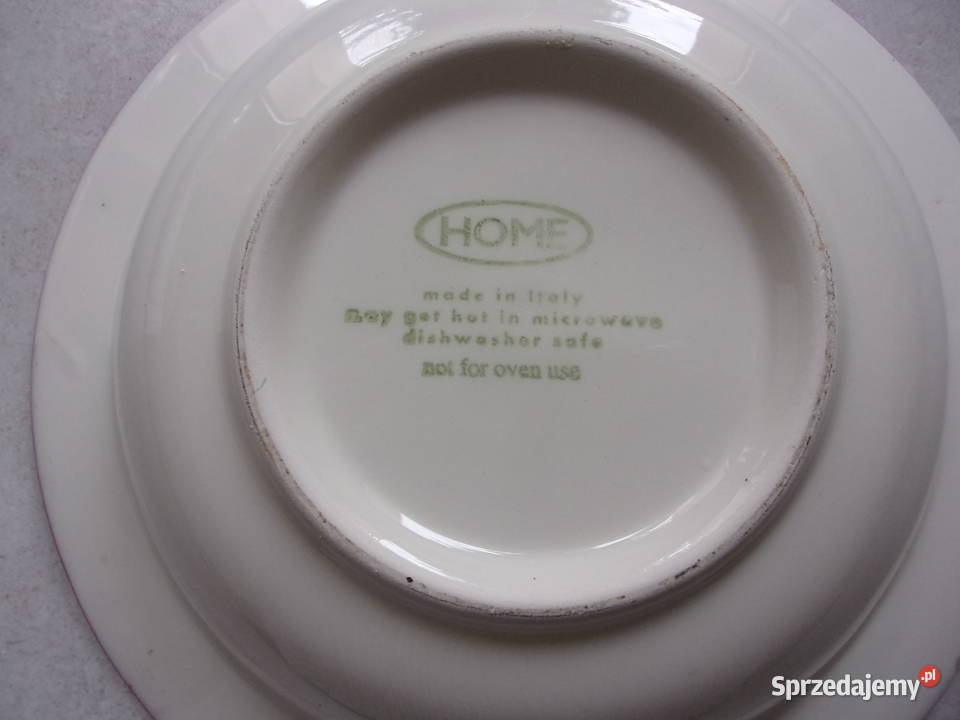 HOME
made in Italy
may get hot in microwave
dishwasher safe
not for oven use
Sprzedajemy.pl